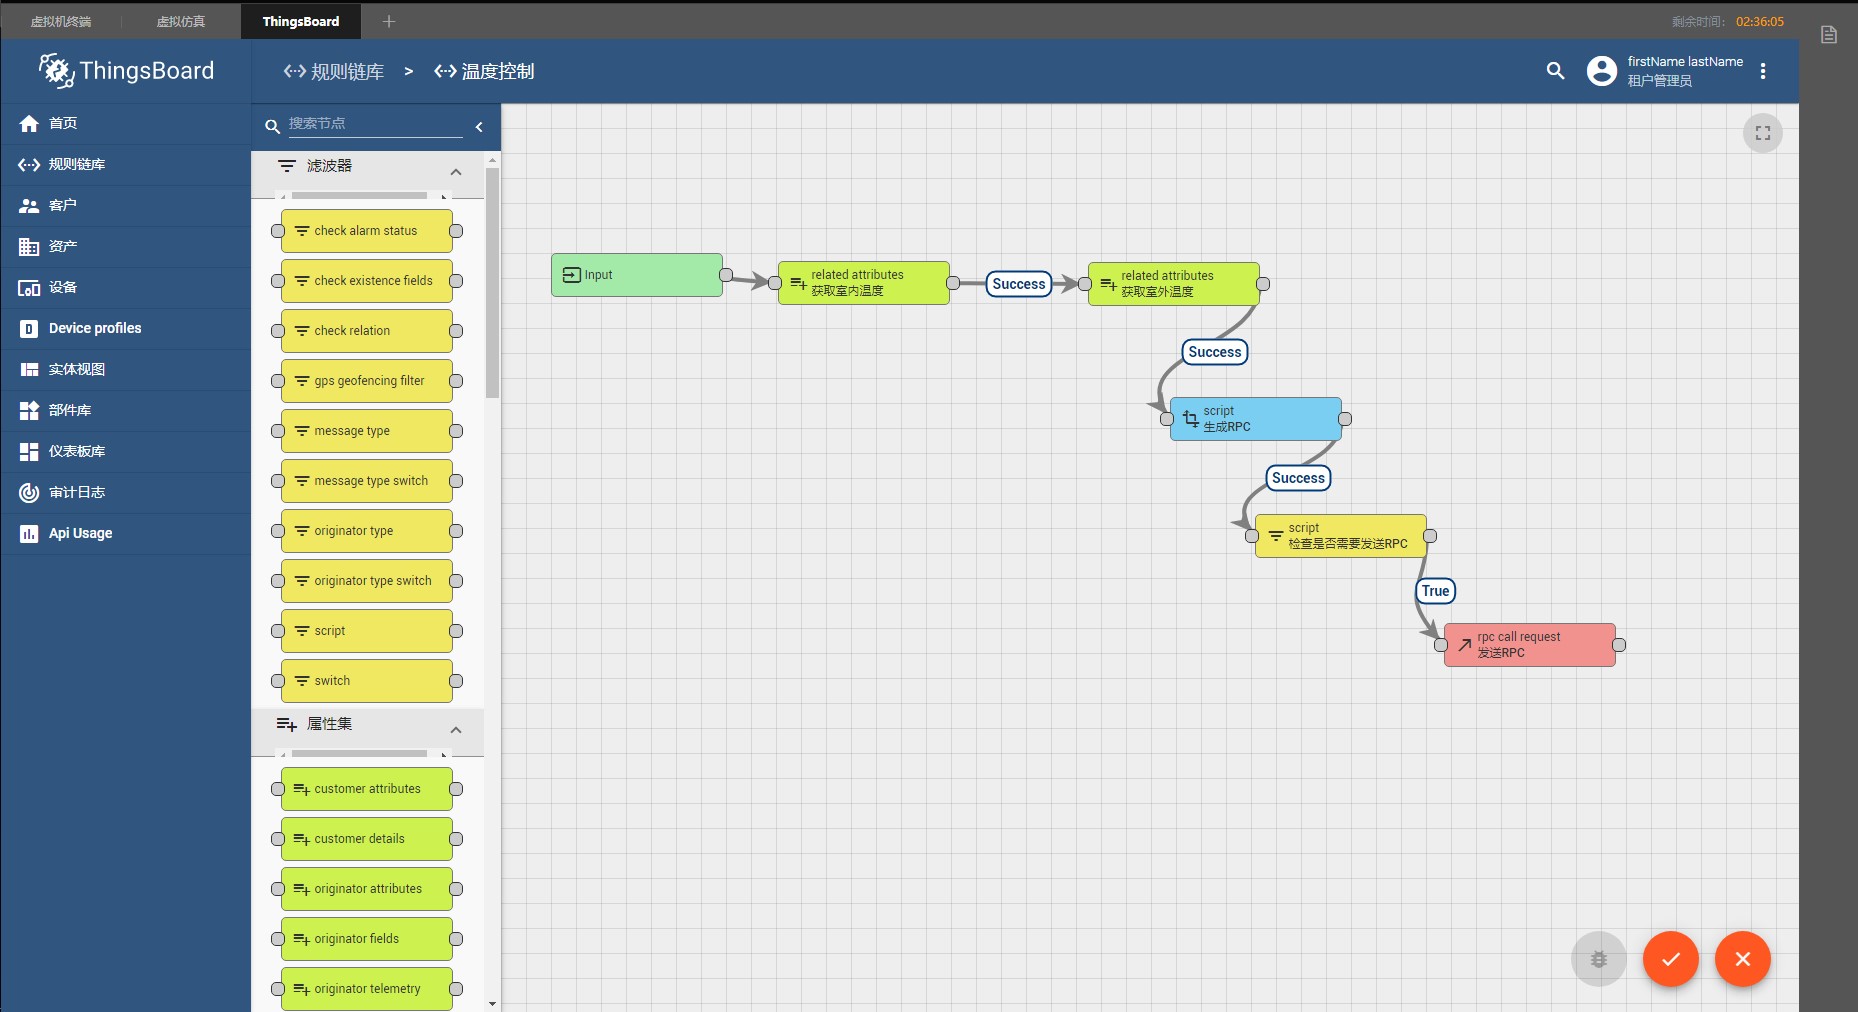 虚拟机终端
虚拟仿真
ThingsBoard
剩余时间: 02:36:05
ThingsBoard
规则链库 > 温度控制
firstName lastName
租户管理员
首页
规则链库
客户
资产
设备
Device profiles
实体视图
部件库
仪表板库
审计日志
Api Usage
搜索节点
滤波器
check alarm status
check existence fields
check relation
gps geofencing filter
message type
message type switch
originator type
originator type switch
script
switch
属性集
customer attributes
customer details
originator attributes
originator fields
originator telemetry
Input
related attributes
获取室内温度
Success
related attributes
获取室外温度
Success
script
生成RPC
Success
script
检查是否需要发送RPC
True
rpc call request
发送RPC